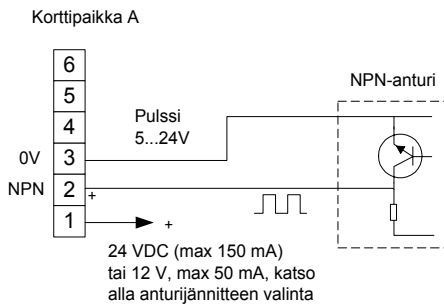 Korttipaikka A
6
5
4
3
2
1
0V
NPN
+
Pulssi
5...24V
NPN-anturi
+
24 VDC (max 150 mA)
tai 12 V, max 50 mA, katso
alla anturijännitteen valinta